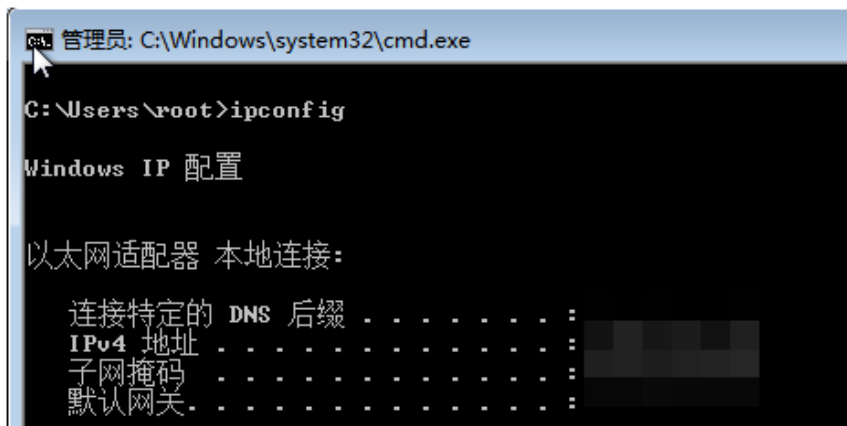 管理员: C:\Windows\system32\cmd.exe
C:\Users\root>ipconfig
Windows IP 配置
以太网适配器 本地连接:
连接特定的 DNS 后缀 . . . . . . . :
IPv4 地址 . . . . . . . . . . . . :
子网掩码 . . . . . . . . . . . . :
默认网关. . . . . . . . . . . . . :